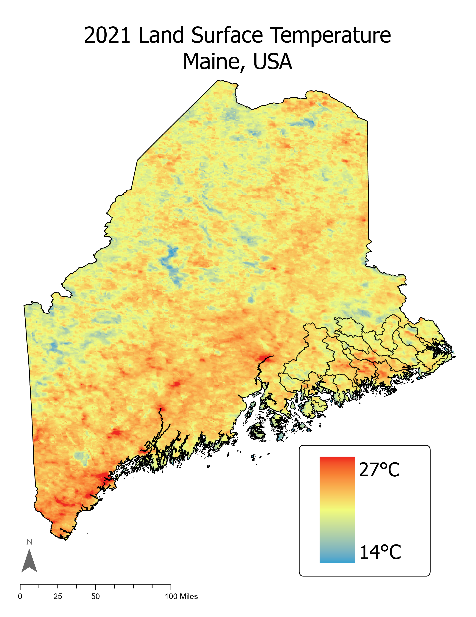 2021 Land Surface Temperature
Maine, USA
27°C
14°C
N
0 25 50 100 Miles